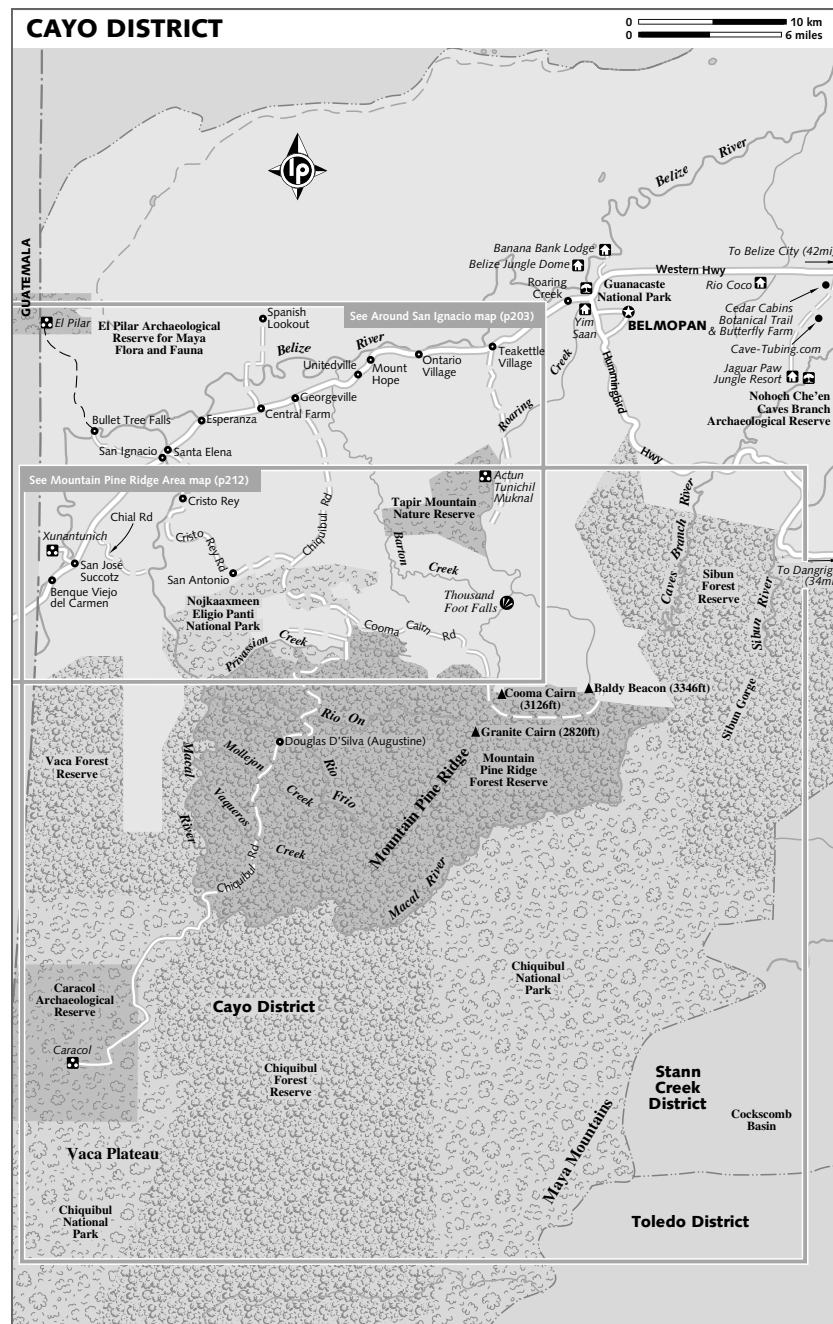 CAYO DISTRICT
0 10 km
0 6 miles
lp
Belize River
GUATEMALA
Banana Bank Lodge
Belize Jungle Dome
To Belize City (42mi)
Western Hwy
Roaring
Creek
Guanacaste
National Park
Rio Coco
Yim
Saan
BELMOPAN
Cedar Cabins
Botanical Trail
& Butterfly Farm
Cave-Tubing.com
Jaguar Paw
Jungle Resort
Nohoch Che'en
Caves Branch
Archaeological Reserve
El Pilar
El Pilar Archaeological
Reserve for Maya
Flora and Fauna
Spanish
Lookout
See Around San Ignacio map (p203)
Belize River
Unitedville
Mount
Hope
Ontario
Village
Teakettle
Village
Roaring Creek
Hummingbird Hwy
Georgeville
Central Farm
Bullet Tree Falls
Esperanza
San Ignacio
Santa Elena
See Mountain Pine Ridge Area map (p212)
Actun
Tunichil
Muknal
Cristo Rey
Chial Rd
Tapir Mountain
Nature Reserve
Xunantunich
Cristo Rey Rd
Chiquibul Rd
Barton Creek
Caves Branch River
San José
Succotz
Benque Viejo
del Carmen
San Antonio
Sibun
Forest
Reserve
Sibun River
To Dangriga
(34mi)
Nojkaaxmeen
Eligio Panti
National Park
Thousand
Foot Falls
Privassion Creek
Cooma Cairn Rd
Cooma Cairn
(3126ft)
Baldy Beacon (3346ft)
Sibun Gorge
Rio On
Granite Cairn (2820ft)
Douglas D'Silva (Augustine)
Vaca Forest
Reserve
Macal River
Mollejon Creek
Rio Frio
Mountain
Pine Ridge
Forest Reserve
Mountain Pine Ridge
Vaqueros Creek
Chiquibul Rd
Macal River
Caracol
Archaeological
Reserve
Cayo District
Chiquibul
National
Park
Caracol
Chiquibul
Forest
Reserve
Stann
Creek
District
Cockscomb
Basin
Maya Mountains
Vaca Plateau
Chiquibul
National
Park
Toledo District